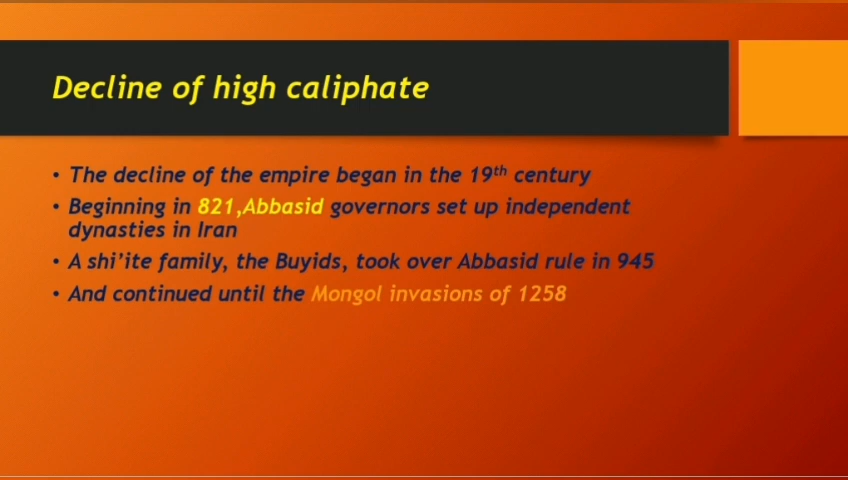 Decline of high caliphate
• The decline of the empire began in the 19th century
• Beginning in 821,Abbasid governors set up independent
dynasties in Iran
• A shi’ite family, the Buyids, took over Abbasid rule in 945
• And continued until the Mongol invasions of 1258